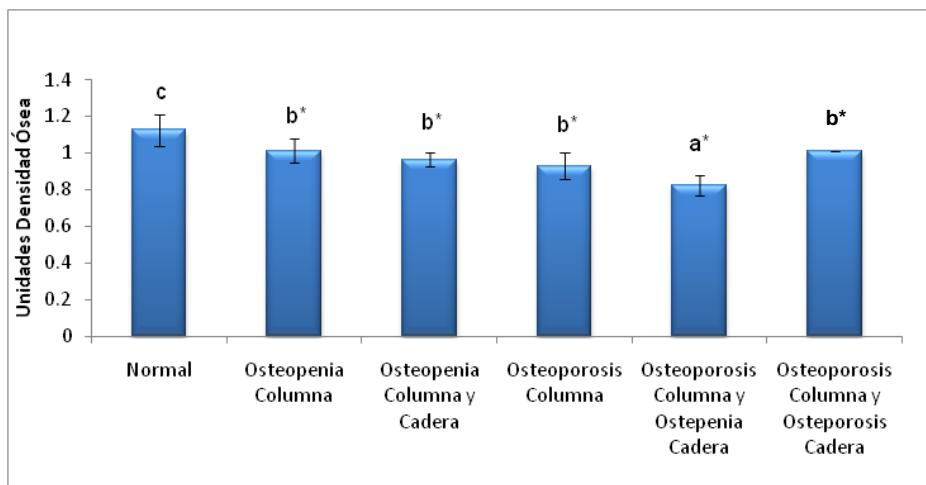 Unidades Densidad Ósea
1.4
1.2
1
0.8
0.6
0.4
0.2
0
c
b*
b*
b*
a*
b*
Normal
Osteopenia
Columna
Osteopenia
Columna y
Cadera
Osteoporosis
Columna
Osteoporosis
Columna y
Ostepenia
Cadera
Osteoporosis
Columna y
Osteporosis
Cadera